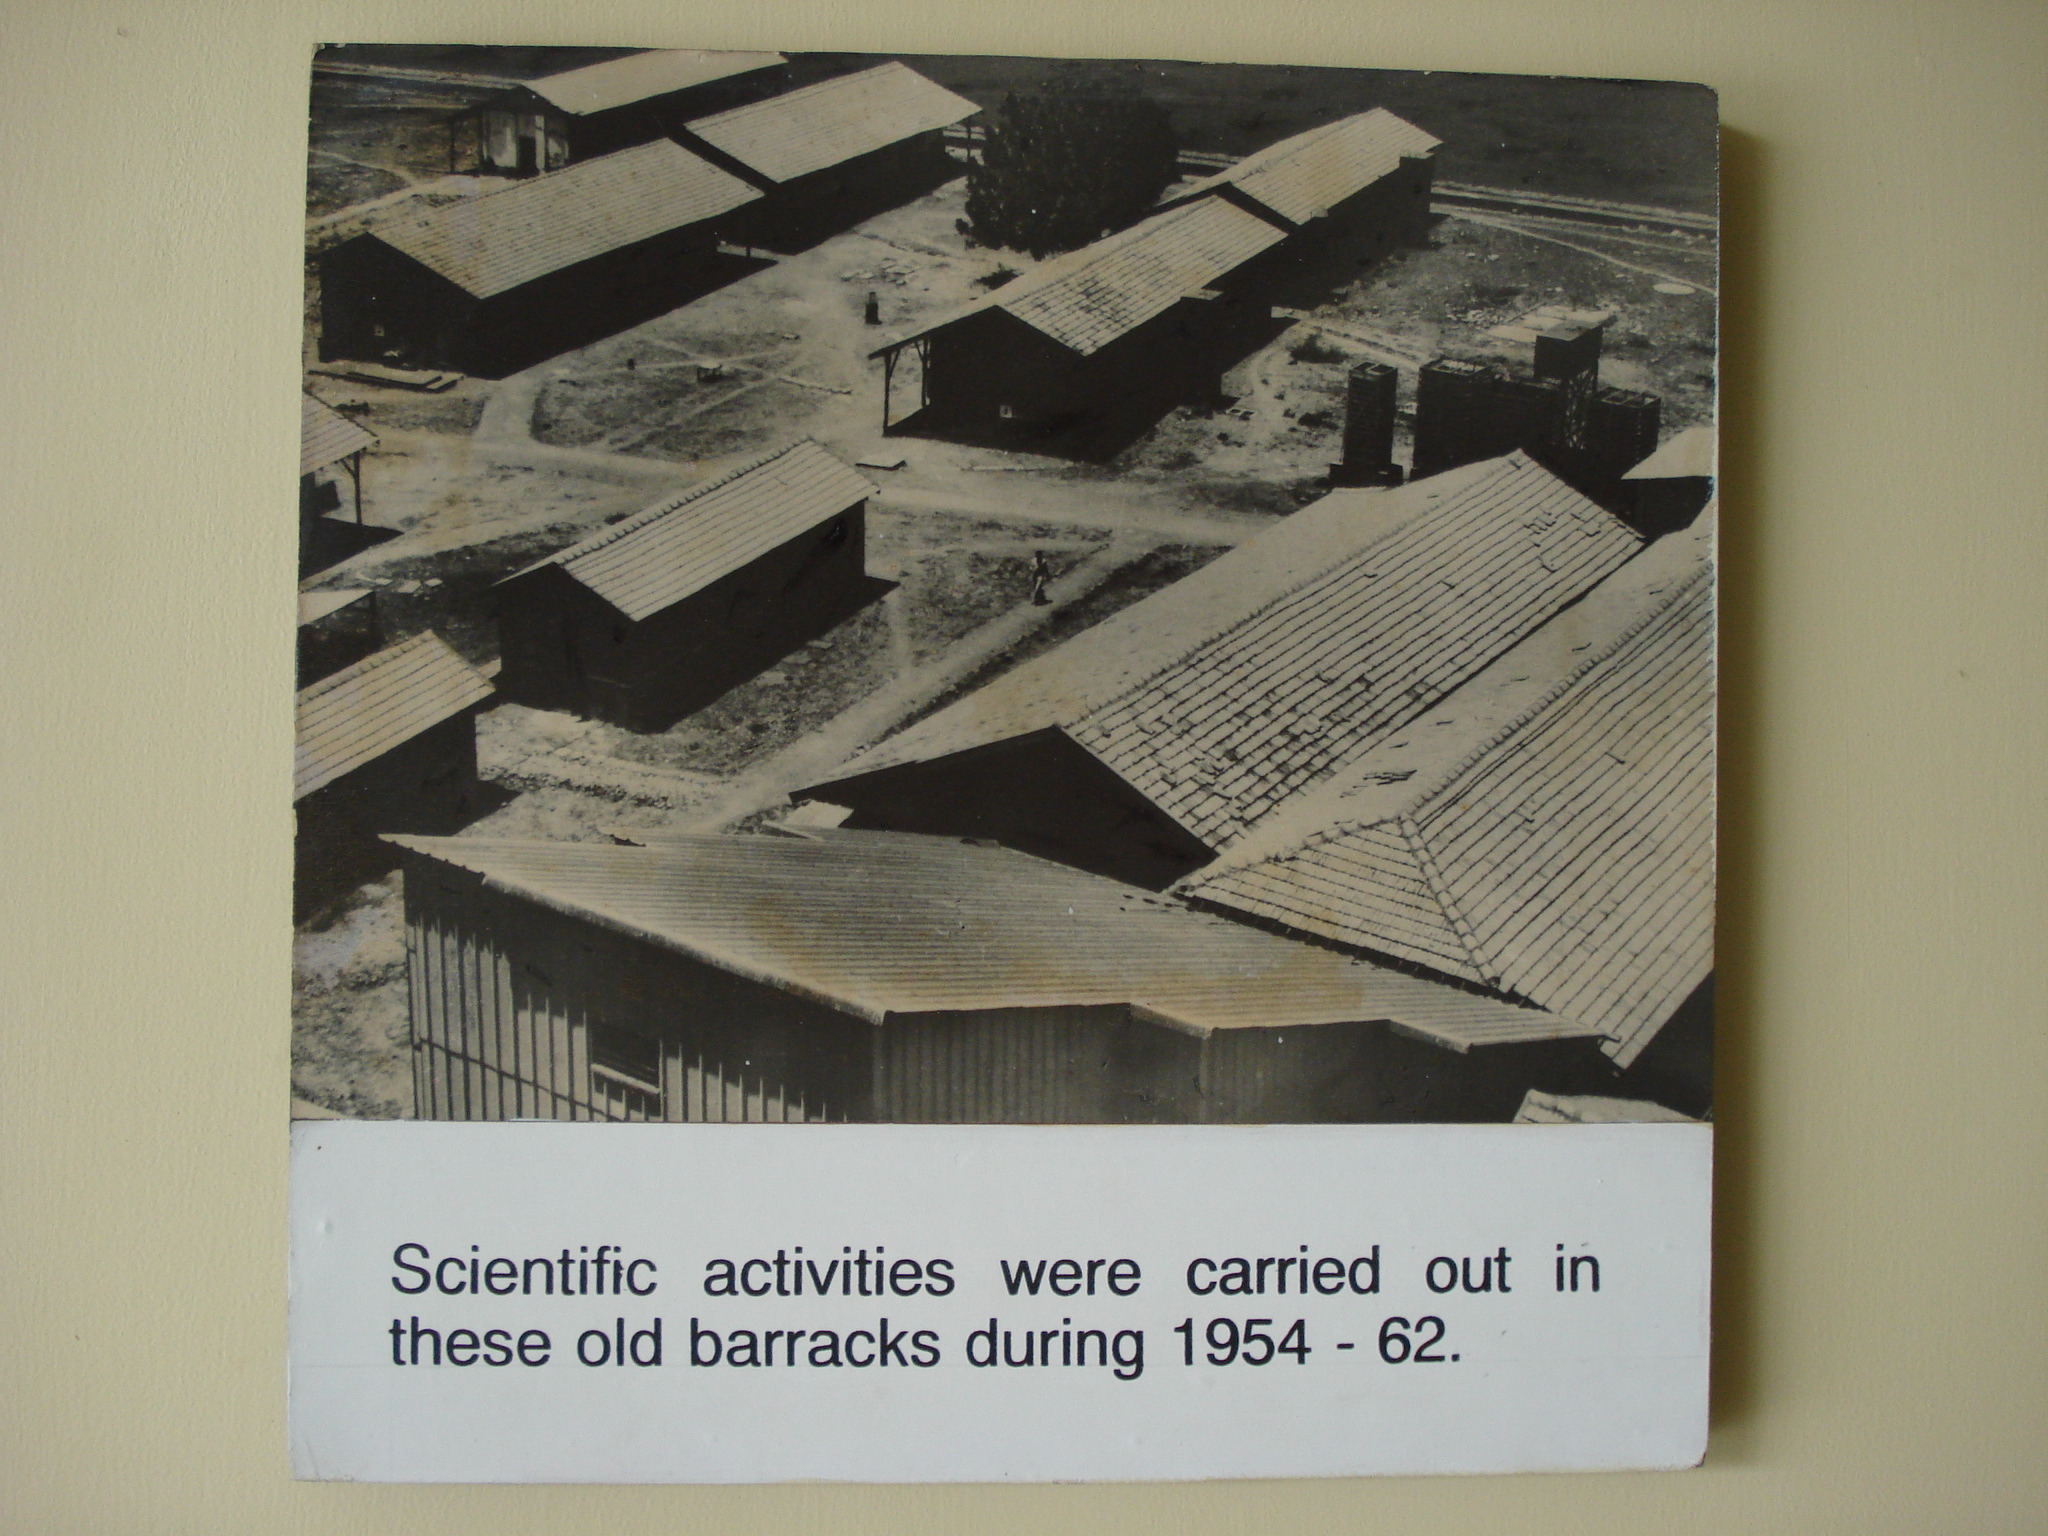 Scientific activities were carried out in
these old barracks during 1954 - 62.